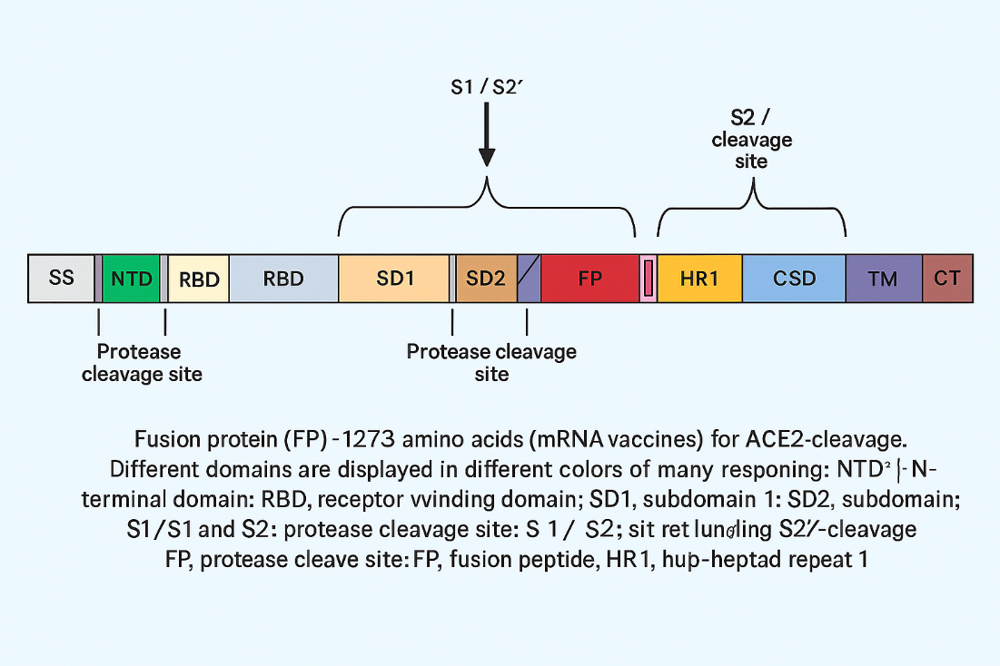 S1 / S2′
S2 /
cleavage
site
SS NTD RBD RBD SD1 SD2 FP HR1 CSD TM CT
Protease
cleavage site
Protease cleavage
site
Fusion protein (FP) -1273 amino acids (mRNA vaccines) for ACE2-cleavage.
Different domains are displayed in different colors of many responing: NTD² |- N-
terminal domain: RBD, receptor vvinding domain; SD1, subdomain 1: SD2, subdomain;
S1/S1 and S2: protease cleavage site: S 1 / S2; sit ret S2′/-cleavage
FP, protease cleave site: FP, fusion peptide, HR1, hup-heptad repeat 1